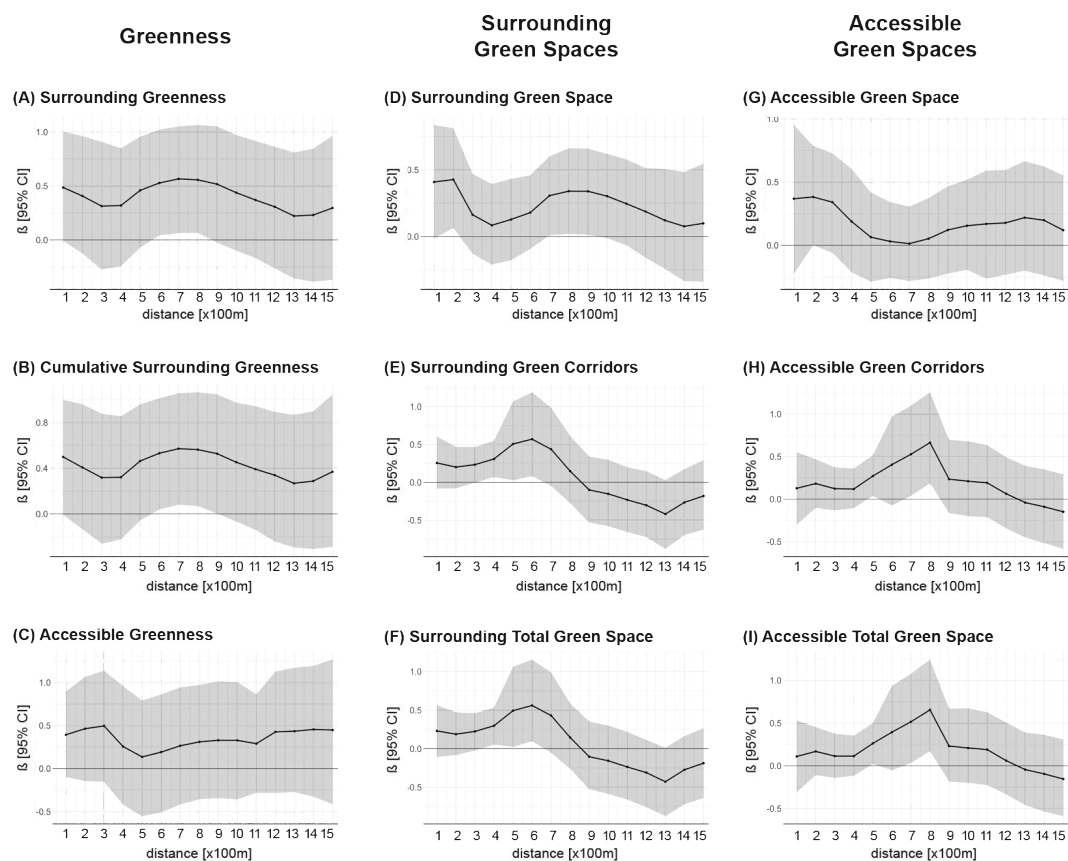 Greenness
Surrounding
Green Spaces
Accessible
Green Spaces
(A) Surrounding Greenness
1.0
0.5
0.0
ß [95% CI]
1 2 3 4 5 6 7 8 9 10 11 12 13 14 15
distance [x100m]
(D) Surrounding Green Space
0.5
0.0
ß [95% CI]
1 2 3 4 5 6 7 8 9 10 11 12 13 14 15
distance [x100m]
(G) Accessible Green Space
1.0
0.5
0.0
ß [95% CI]
1 2 3 4 5 6 7 8 9 10 11 12 13 14 15
distance [x100m]
(B) Cumulative Surrounding Greenness
0.8
0.4
0.0
ß [95% CI]
1 2 3 4 5 6 7 8 9 10 11 12 13 14 15
distance [x100m]
(E) Surrounding Green Corridors
1.0
0.5
0.0
-0.5
ß [95% CI]
1 2 3 4 5 6 7 8 9 10 11 12 13 14 15
distance [x100m]
(H) Accessible Green Corridors
1.0
0.5
0.0
-0.5
ß [95% CI]
1 2 3 4 5 6 7 8 9 10 11 12 13 14 15
distance [x100m]
(C) Accessible Greenness
1.0
0.5
0.0
-0.5
ß [95% CI]
1 2 3 4 5 6 7 8 9 10 11 12 13 14 15
distance [x100m]
(F) Surrounding Total Green Space
1.0
0.5
0.0
-0.5
ß [95% CI]
1 2 3 4 5 6 7 8 9 10 11 12 13 14 15
distance [x100m]
(I) Accessible Total Green Space
1.0
0.5
0.0
-0.5
ß [95% CI]
1 2 3 4 5 6 7 8 9 10 11 12 13 14 15
distance [x100m]